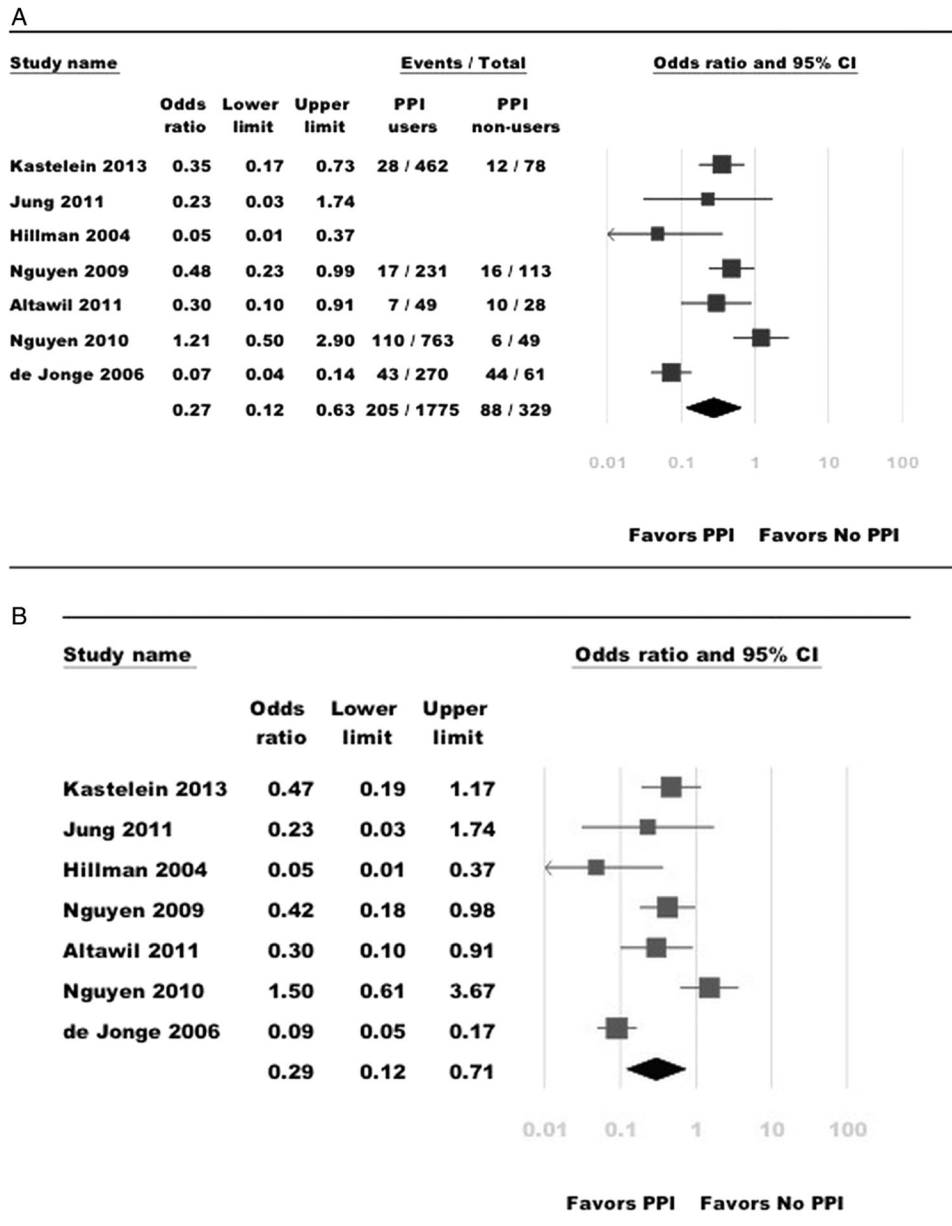 A
Study name Events / Total Odds ratio and 95% CI
Odds Lower Upper PPI PPI
ratio limit limit users non-users
Kastelein 2013 0.35 0.17 0.73 28 / 462 12 / 78
Jung 2011 0.23 0.03 1.74
Hillman 2004 0.05 0.01 0.37
Nguyen 2009 0.48 0.23 0.99 17 / 231 16 / 113
Altawil 2011 0.30 0.10 0.91 7 / 49 10 / 28
Nguyen 2010 1.21 0.50 2.90 110 / 763 6 / 49
de Jonge 2006 0.07 0.04 0.14 43 / 270 44 / 61
0.27 0.12 0.63 205 / 1775 88 / 329
0.01 0.1 1 10 100
Favors PPI Favors No PPI
B
Study name Odds ratio and 95% CI
Odds Lower Upper
ratio limit limit
Kastelein 2013 0.47 0.19 1.17
Jung 2011 0.23 0.03 1.74
Hillman 2004 0.05 0.01 0.37
Nguyen 2009 0.42 0.18 0.98
Altawil 2011 0.30 0.10 0.91
Nguyen 2010 1.50 0.61 3.67
de Jonge 2006 0.09 0.05 0.17
0.29 0.12 0.71
0.01 0.1 1 10 100
Favors PPI Favors No PPI